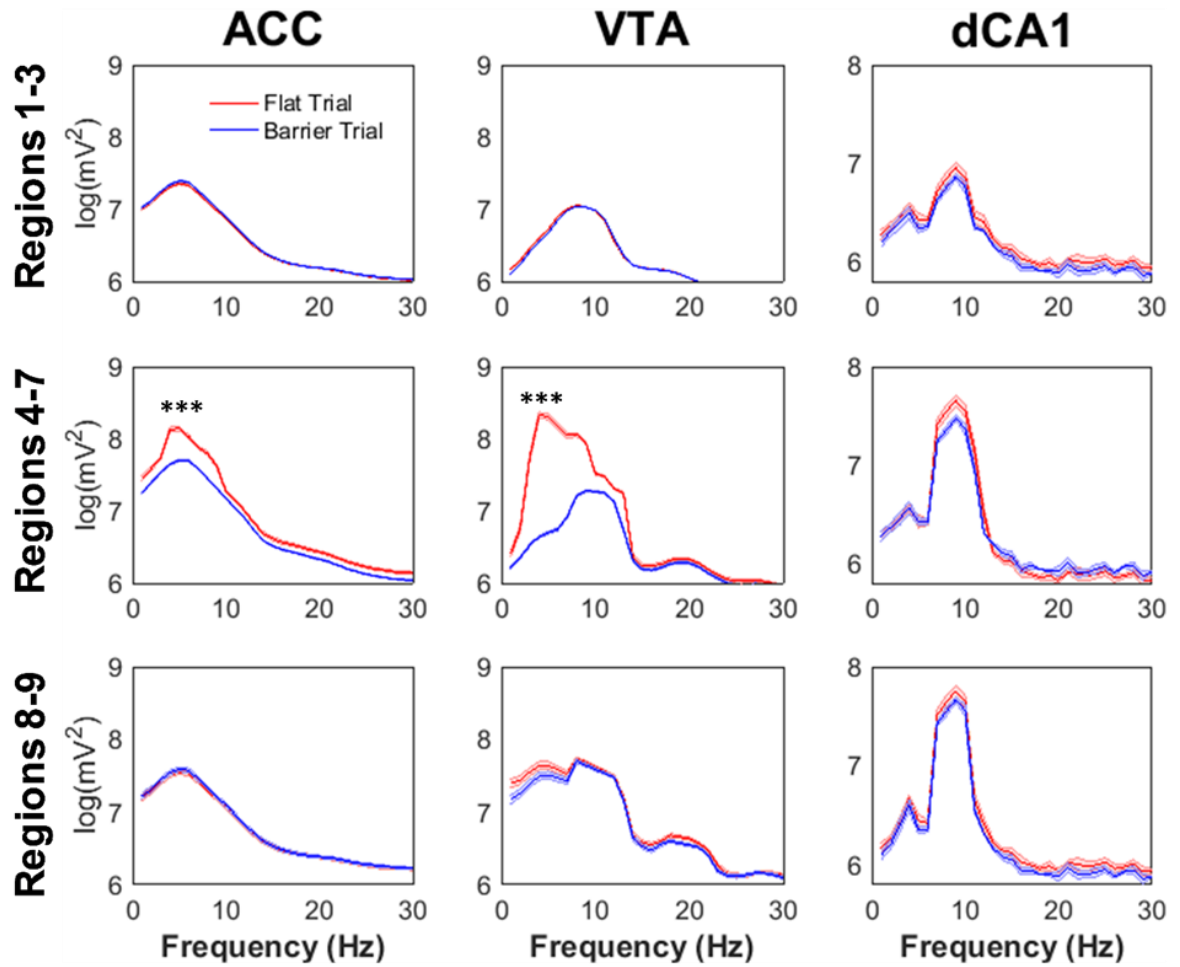 ACC VTA dCA1
Regions 1-3
log(mV²)
9 9 8
Flat Trial
Barrier Trial
8 8
7 7 7
6 6 6
0 10 20 30 0 10 20 30 0 10 20 30
Regions 4-7
log(mV²)
9 9 8
*** ***
8 8
7 7 7
6 6 6
0 10 20 30 0 10 20 30 0 10 20 30
Regions 8-9
log(mV²)
9 9 8
8 8
7 7 7
6 6 6
0 10 20 30 0 10 20 30 0 10 20 30
Frequency (Hz) Frequency (Hz) Frequency (Hz)